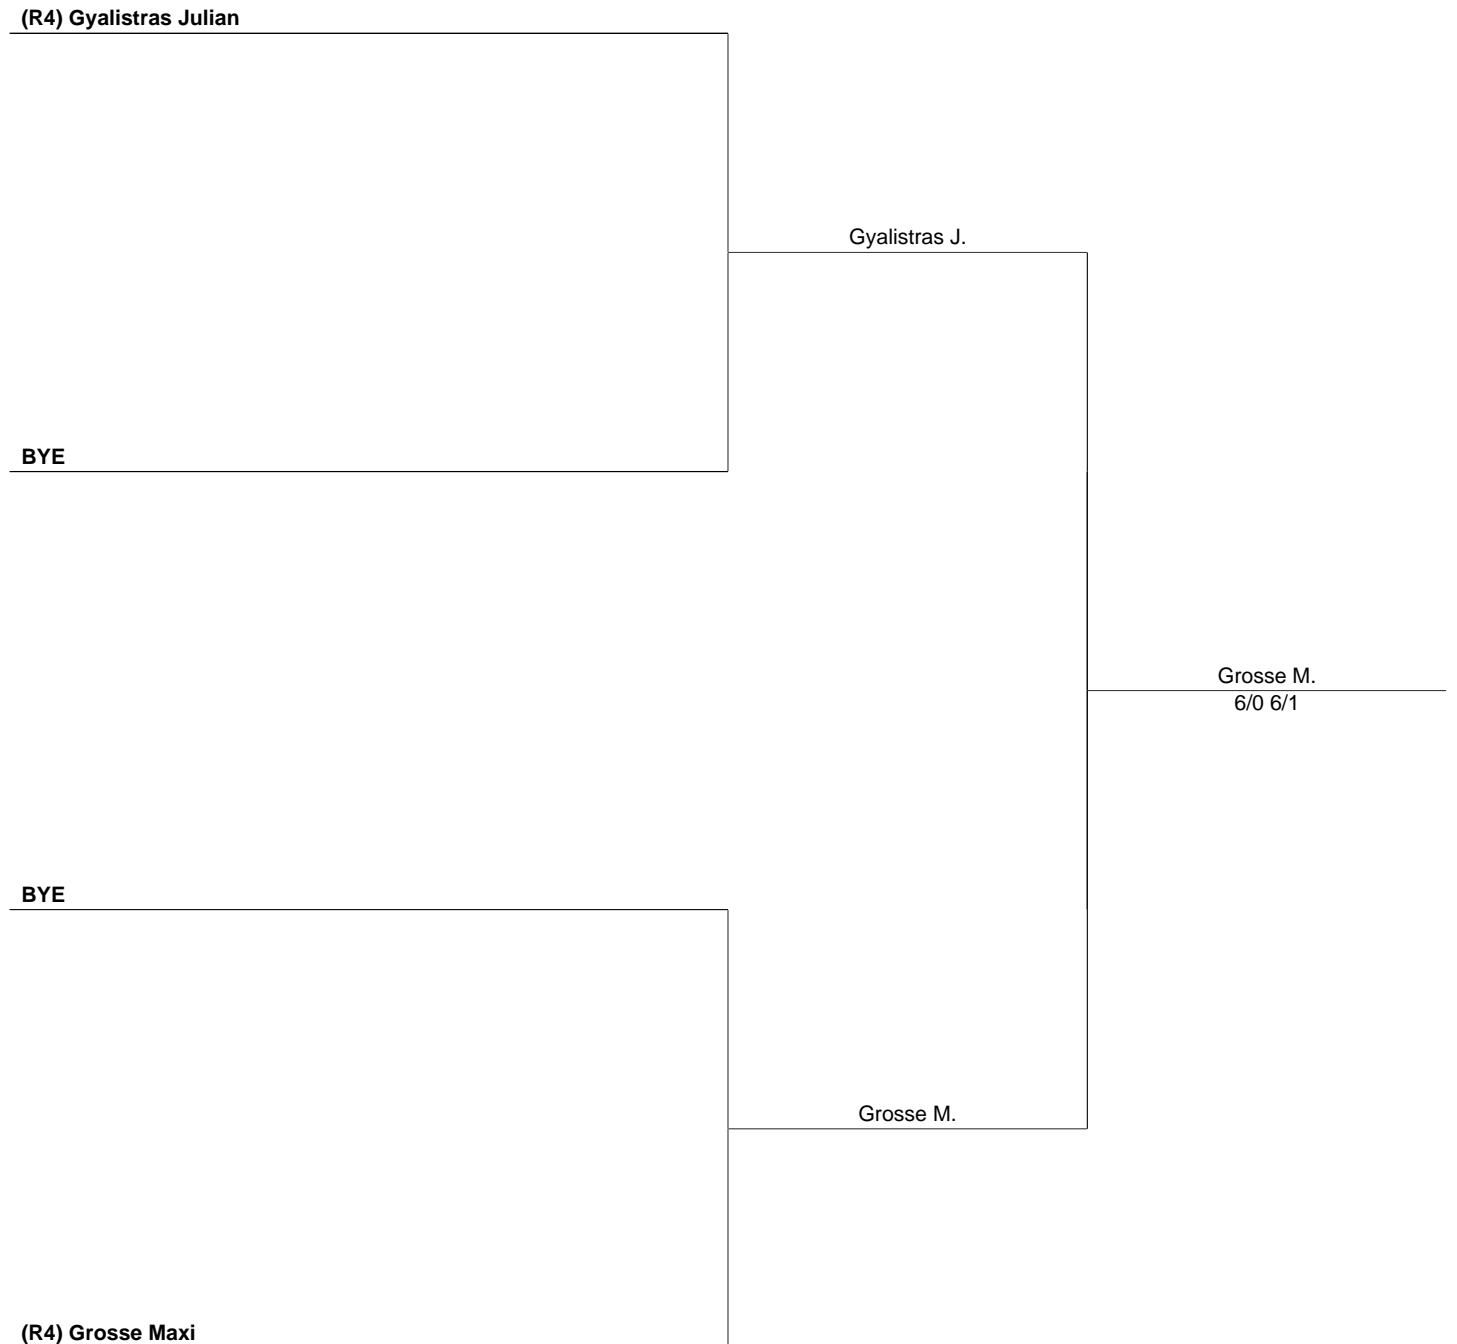 (R4) Gyalistras Julian
Gyalistras J.
BYE
Grosse M.
6/0 6/1
BYE
Grosse M.
(R4) Grosse Maxi